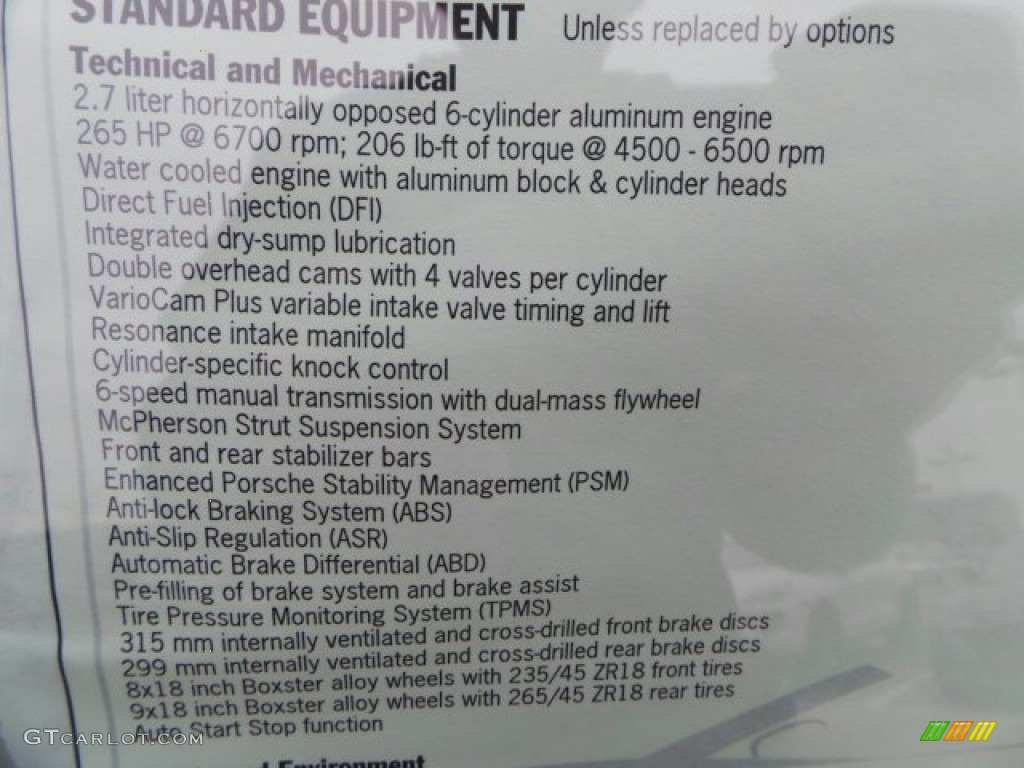 STANDARD EQUIPMENT Unless replaced by options
Technical and Mechanical
2.7 liter horizontally opposed 6-cylinder aluminum engine
265 HP @ 6700 rpm; 206 lb-ft of torque @ 4500 - 6500 rpm
Water cooled engine with aluminum block & cylinder heads
Direct Fuel Injection (DFI)
Integrated dry-sump lubrication
Double overhead cams with 4 valves per cylinder
VarioCam Plus variable intake valve timing and lift
Resonance intake manifold
Cylinder-specific knock control
6-speed manual transmission with dual-mass flywheel
McPherson Strut Suspension System
Front and rear stabilizer bars
Enhanced Porsche Stability Management (PSM)
Anti-lock Braking System (ABS)
Anti-Slip Regulation (ASR)
Automatic Brake Differential (ABD)
Pre-filling of brake system and brake assist
Tire Pressure Monitoring System (TPMS)
315 mm internally ventilated and cross-drilled front brake discs
299 mm internally ventilated and cross-drilled rear brake discs
8x18 inch Boxster alloy wheels with 235/45 ZR18 front tires
9x18 inch Boxster alloy wheels with 265/45 ZR18 rear tires
Auto Start Stop function
GTCARLOT.COM
Environment